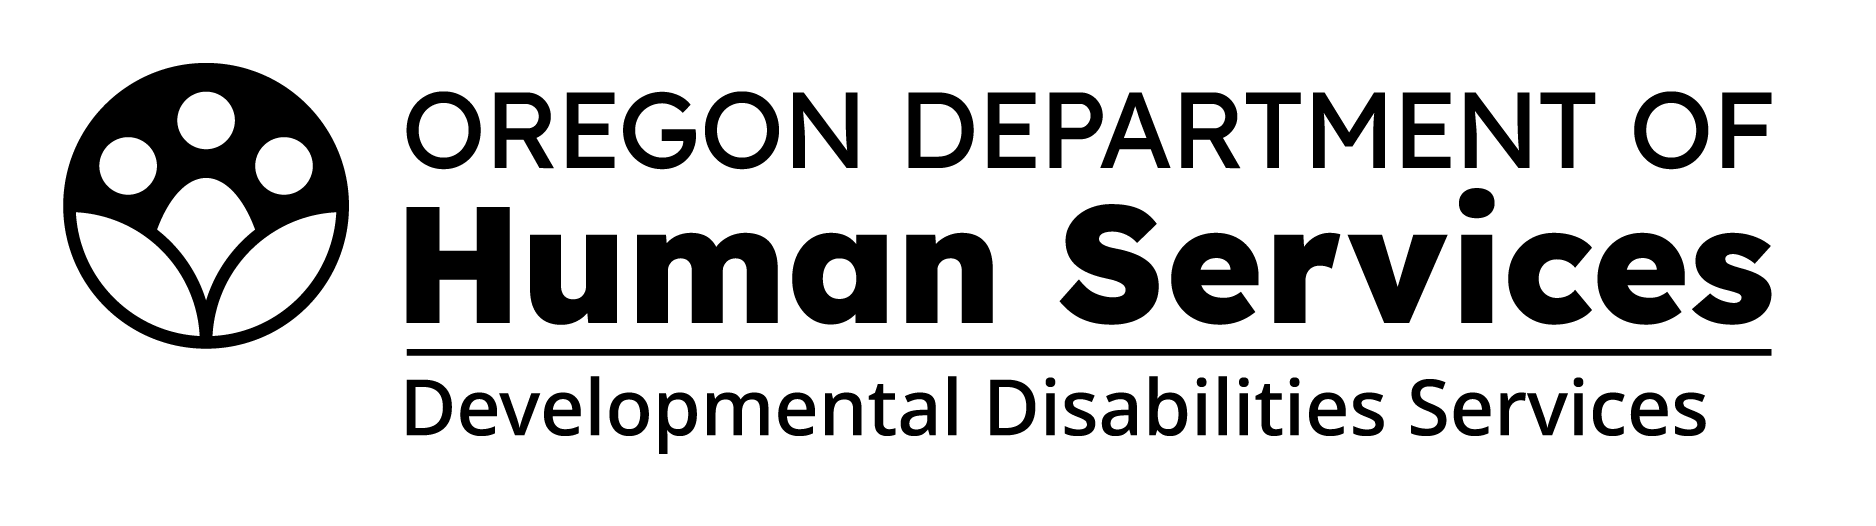 OREGON DEPARTMENT OF
Human Services
Developmental Disabilities Services